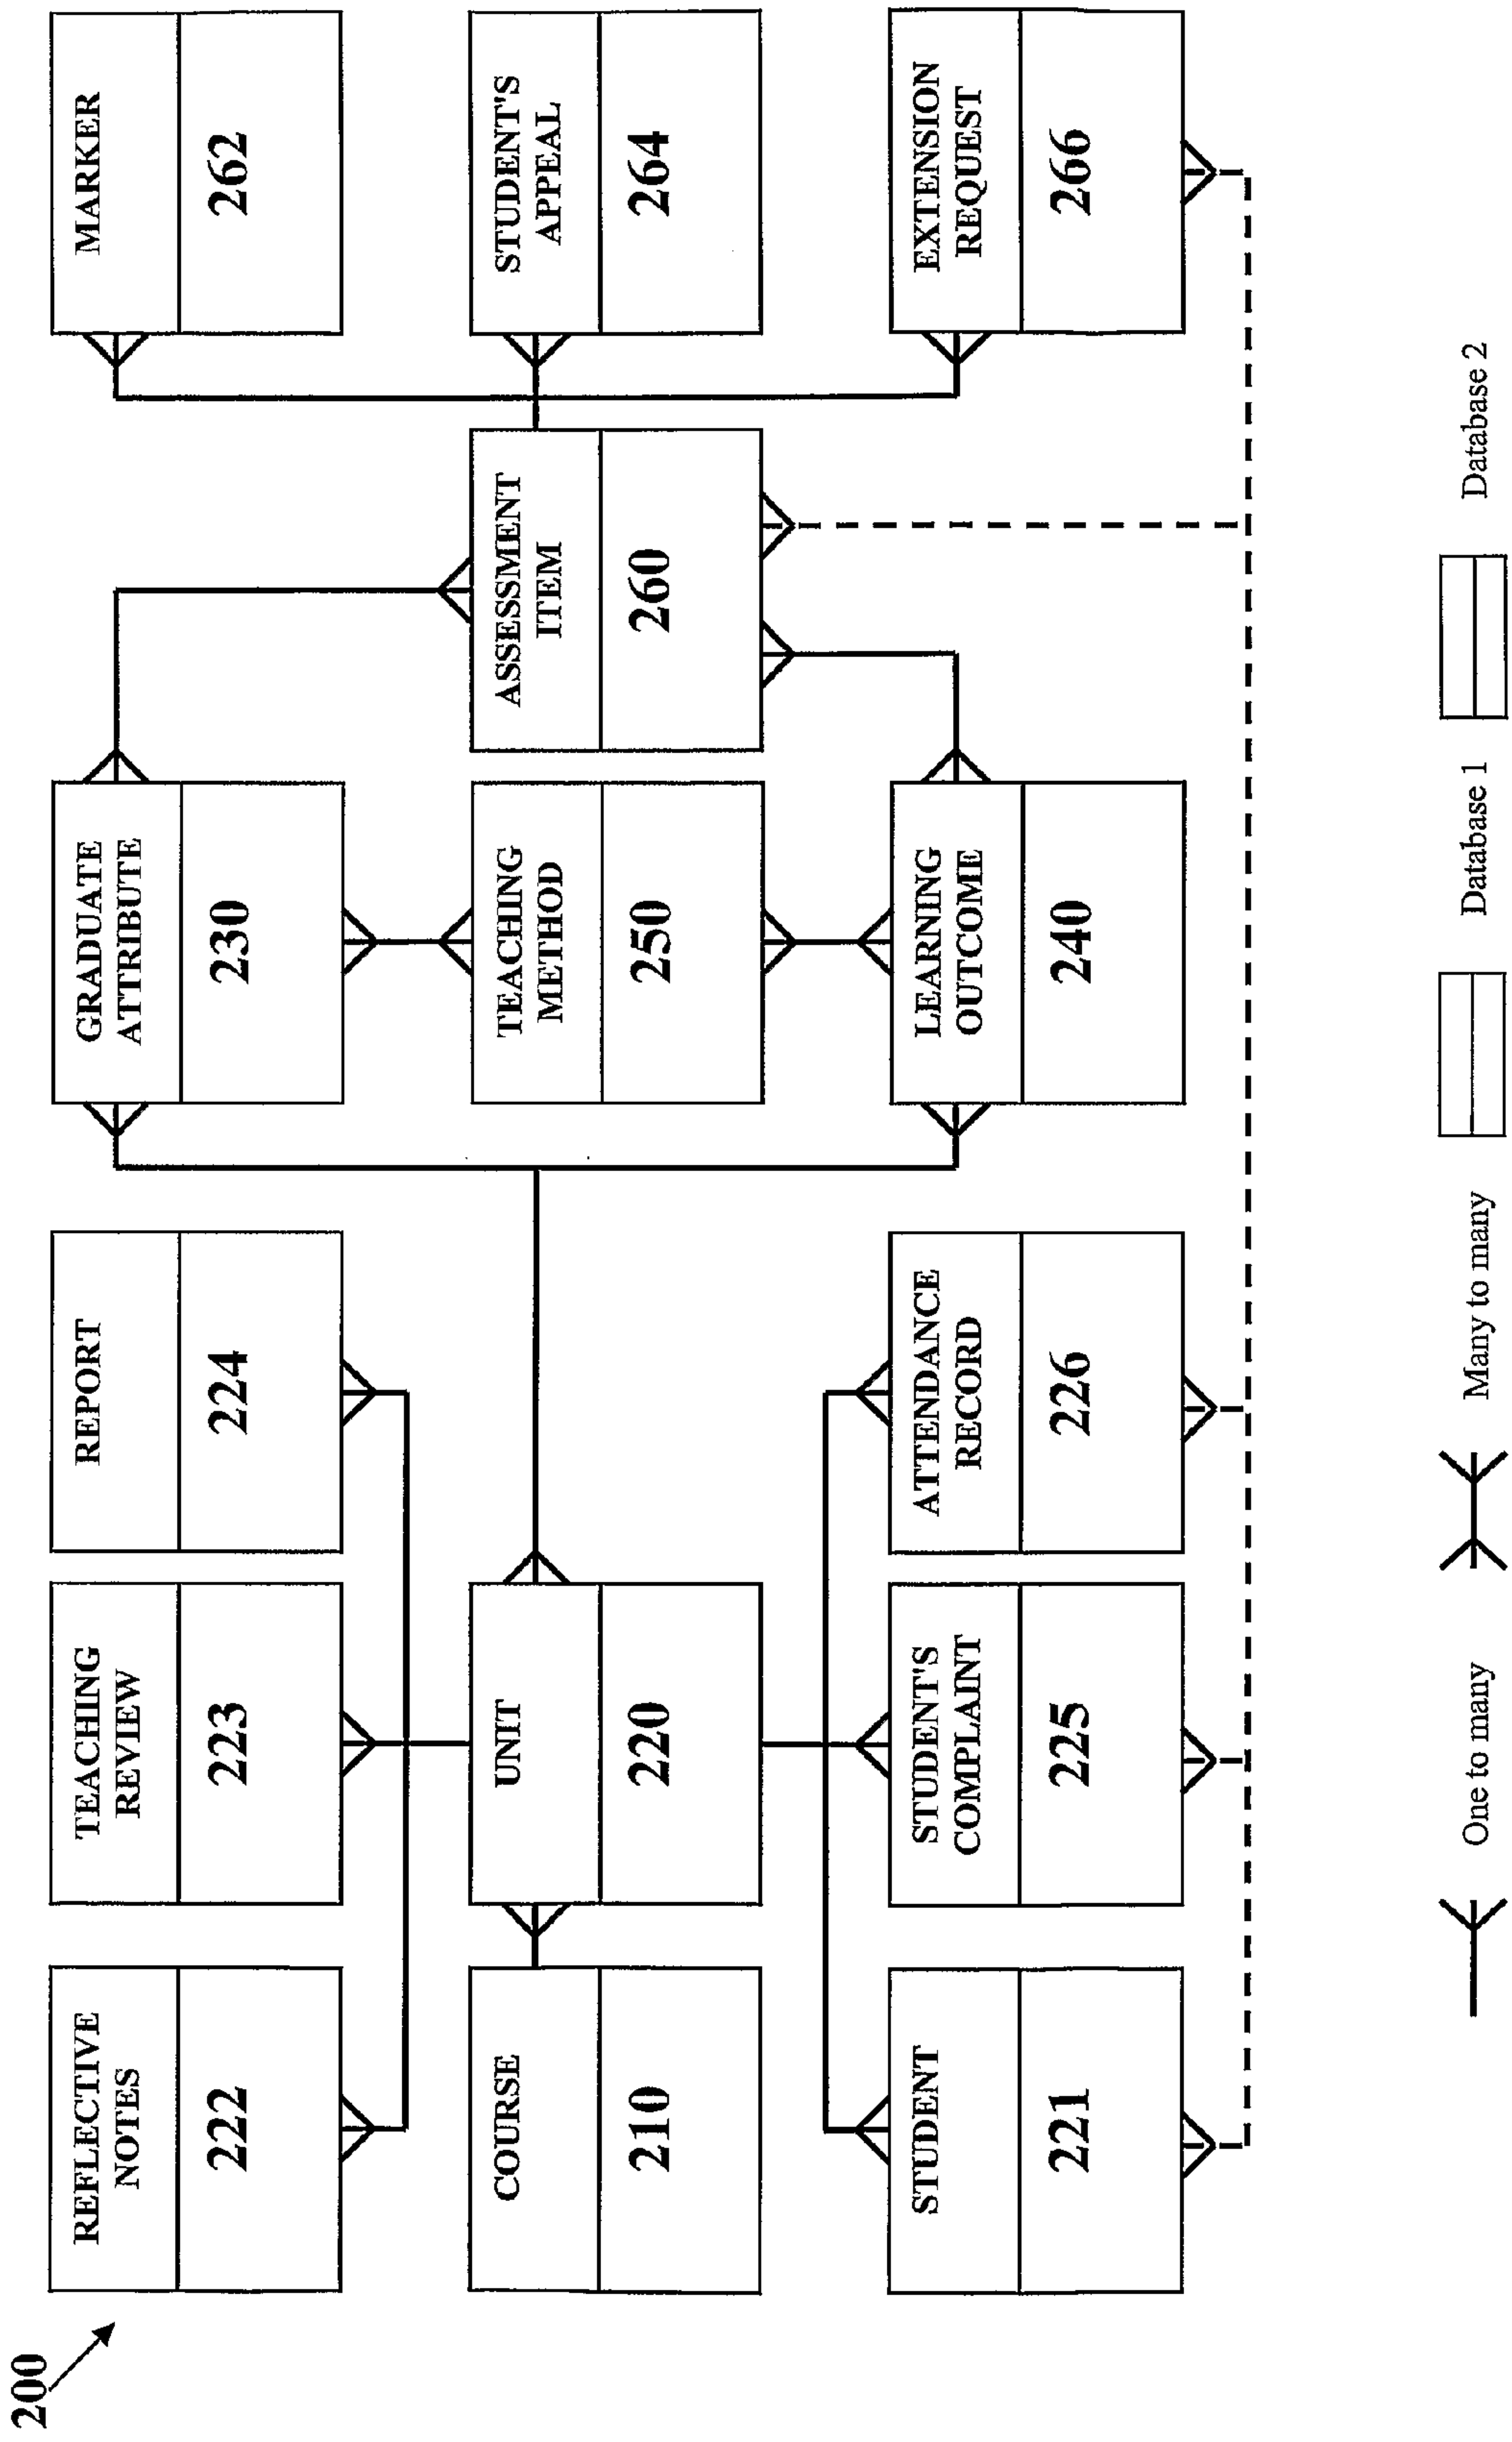 200
REFLECTIVE
NOTES
222
TEACHING
REVIEW
223
REPORT
224
GRADUATE
ATTRIBUTE
230
MARKER
262
COURSE
210
UNIT
220
TEACHING
METHOD
250
ASSESSMENT
ITEM
260
STUDENT'S
APPEAL
264
STUDENT
221
STUDENT'S
COMPLAINT
225
ATTENDANCE
RECORD
226
LEARNING
OUTCOME
240
EXTENSION
REQUEST
266
One to many
Many to many
Database 1
Database 2